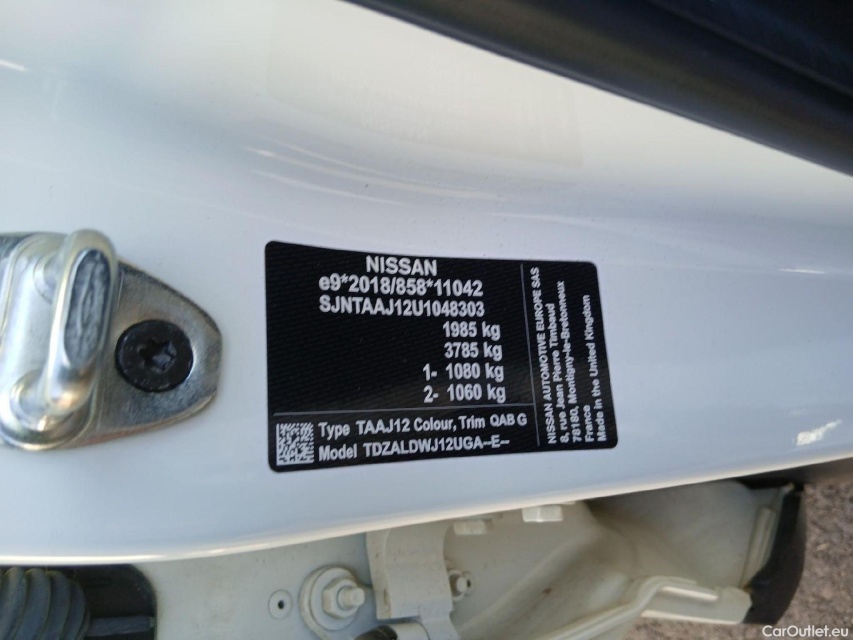 NISSAN
e9*2018/858*11042
SJNTAAJ12U1048303
1985 kg
3785 kg
1- 1080 kg
2- 1060 kg
Type TAAJ12 Colour, Trim QAB G
Model TDZALDWJ12UGA--E--
NISSAN AUTOMOTIVE EUROPE SAS
8, rue Jean Pierre Timbaud
78180, Montigny-le-Bretonneux
France
Made in the United Kingdom
CarOutlet.eu